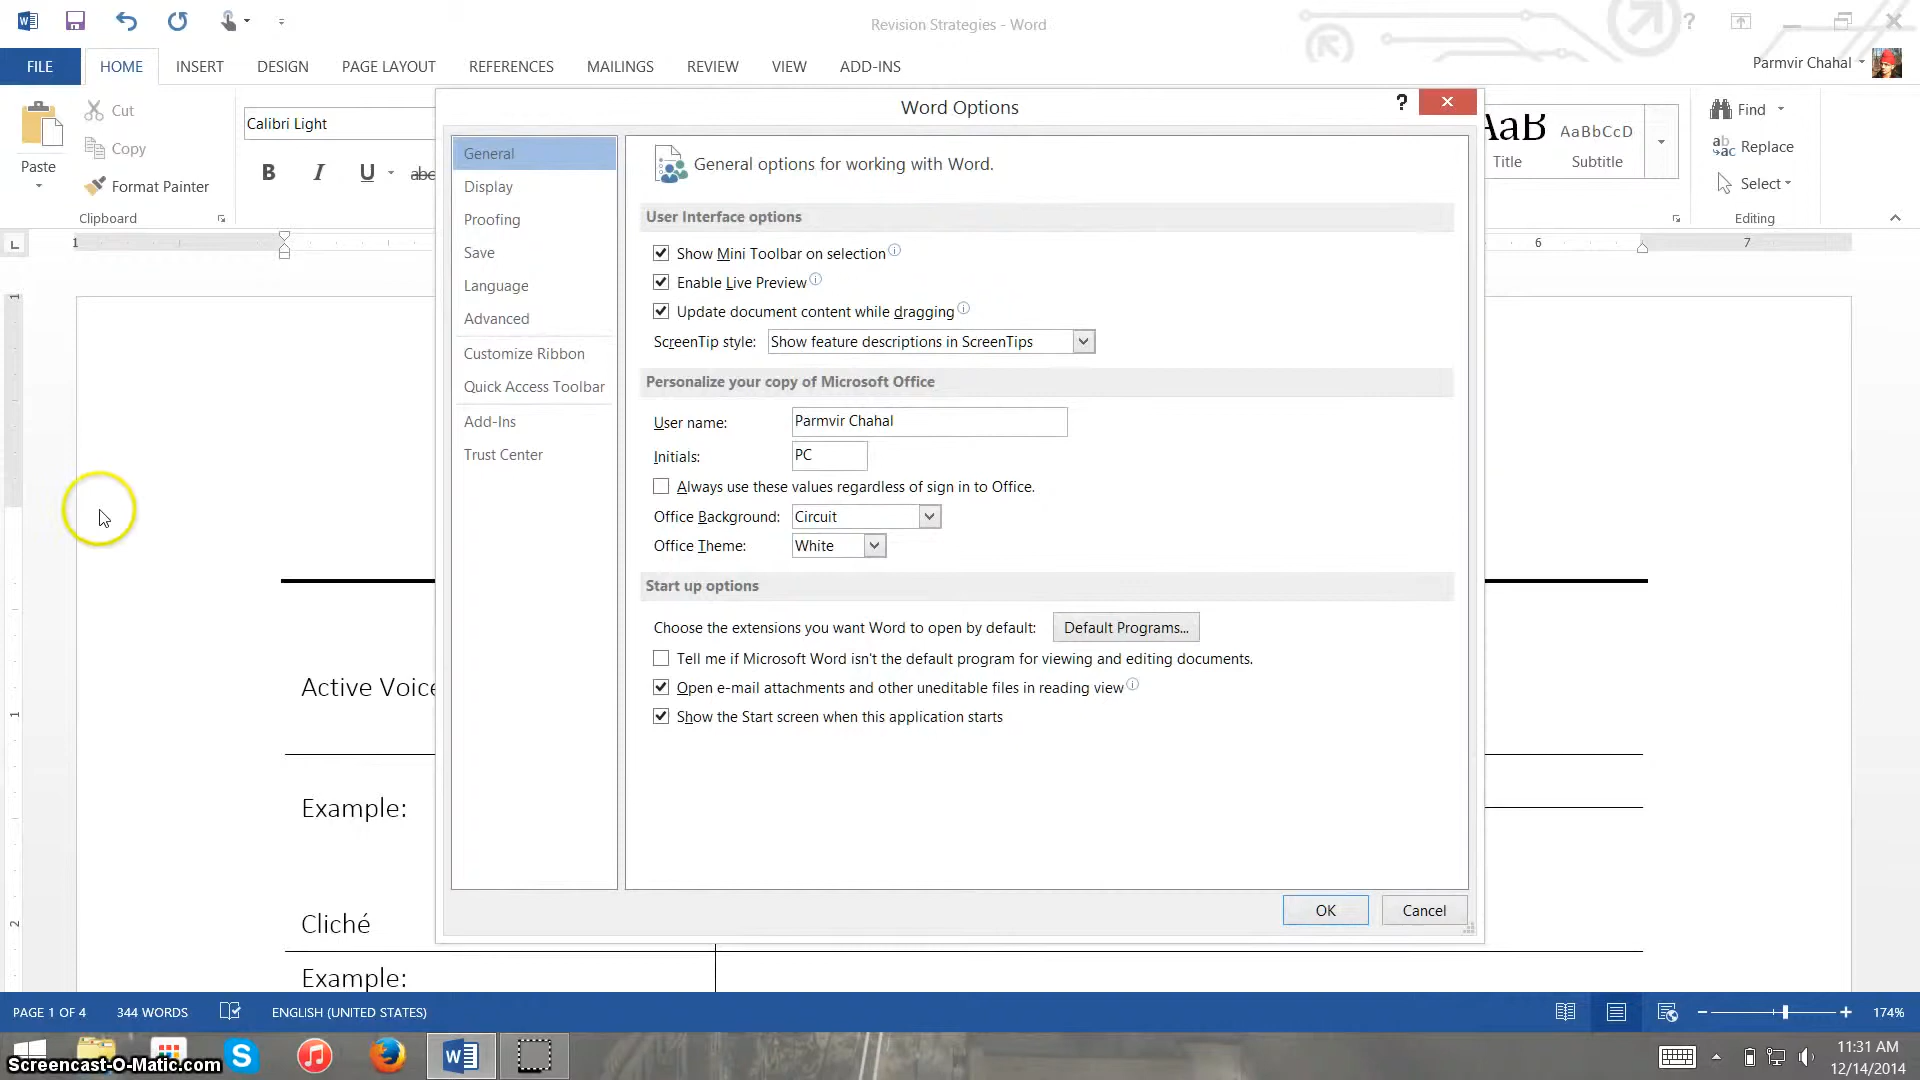 Revision Strategies - Word
FILE HOME INSERT DESIGN PAGE LAYOUT REFERENCES MAILINGS REVIEW VIEW ADD-INS
Parmvir Chahal
Paste
Cut
Copy
Format Painter
Clipboard
Calibri Light
B I U abc
AaB
Title
AaBbCcD
Subtitle
Find
Replace
Select
Editing
Word Options
General
Display
Proofing
Save
Language
Advanced
Customize Ribbon
Quick Access Toolbar
Add-Ins
Trust Center
General options for working with Word.
User Interface options
Show Mini Toolbar on selection
Enable Live Preview
Update document content while dragging
ScreenTip style: Show feature descriptions in ScreenTips
Personalize your copy of Microsoft Office
User name: Parmvir Chahal
Initials: PC
Always use these values regardless of sign in to Office.
Office Background: Circuit
Office Theme: White
Start up options
Choose the extensions you want Word to open by default: Default Programs...
Tell me if Microsoft Word isn't the default program for viewing and editing documents.
Open e-mail attachments and other uneditable files in reading view
Show the Start screen when this application starts
OK Cancel
1 6 7
1
1
2
Active Voice
Example:
Cliché
Example:
PAGE 1 OF 4 344 WORDS ENGLISH (UNITED STATES) 174%
Screencast-O-Matic.com
11:31 AM
12/14/2014